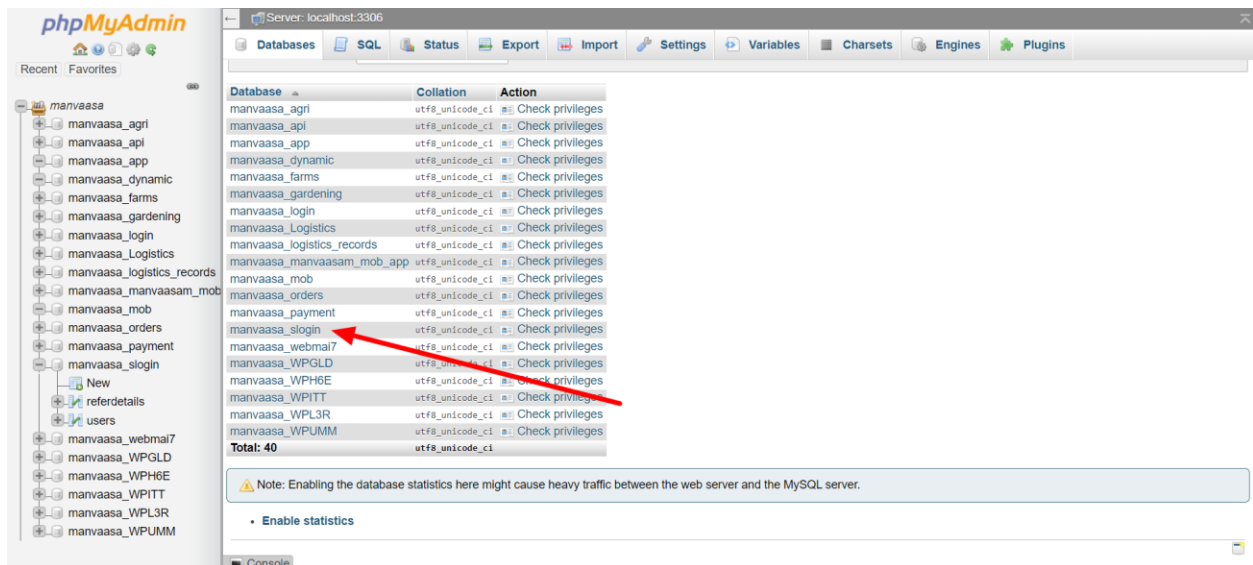 phpMyAdmin
Recent Favorites
manvaasa
manvaasa_agri
manvaasa_api
manvaasa_app
manvaasa_dynamic
manvaasa_farms
manvaasa_gardening
manvaasa_login
manvaasa_Logistics
manvaasa_logistics_records
manvaasa_manvaasam_mob
manvaasa_mob
manvaasa_orders
manvaasa_payment
manvaasa_slogin
New
referdetails
users
manvaasa_webmai7
manvaasa_WPGLD
manvaasa_WPH6E
manvaasa_WPITT
manvaasa_WPL3R
manvaasa_WPUMM
Server: localhost:3306
Databases SQL Status Export Import Settings Variables Charsets Engines Plugins
Database Collation Action
manvaasa_agri utf8_unicode_ci Check privileges
manvaasa_api utf8_unicode_ci Check privileges
manvaasa_app utf8_unicode_ci Check privileges
manvaasa_dynamic utf8_unicode_ci Check privileges
manvaasa_farms utf8_unicode_ci Check privileges
manvaasa_gardening utf8_unicode_ci Check privileges
manvaasa_login utf8_unicode_ci Check privileges
manvaasa_Logistics utf8_unicode_ci Check privileges
manvaasa_logistics_records utf8_unicode_ci Check privileges
manvaasa_manvaasam_mob_app utf8_unicode_ci Check privileges
manvaasa_mob utf8_unicode_ci Check privileges
manvaasa_orders utf8_unicode_ci Check privileges
manvaasa_payment utf8_unicode_ci Check privileges
manvaasa_slogin utf8_unicode_ci Check privileges
manvaasa_webmai7 utf8_unicode_ci Check privileges
manvaasa_WPGLD utf8_unicode_ci Check privileges
manvaasa_WPH6E utf8_unicode_ci Check privileges
manvaasa_WPITT utf8_unicode_ci Check privileges
manvaasa_WPL3R utf8_unicode_ci Check privileges
manvaasa_WPUMM utf8_unicode_ci Check privileges
Total: 40 utf8_unicode_ci
Note: Enabling the database statistics here might cause heavy traffic between the web server and the MySQL server.
• Enable statistics
Console